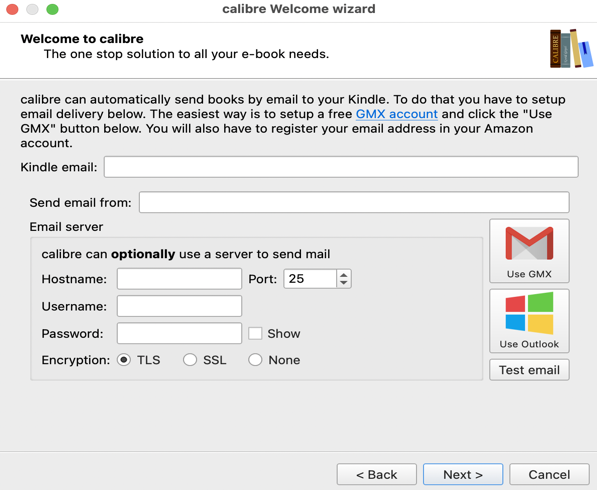 calibre Welcome wizard
Welcome to calibre
The one stop solution to all your e-book needs.
CALIBRE
calibre can automatically send books by email to your Kindle. To do that you have to setup
email delivery below. The easiest way is to setup a free GMX account and click the "Use
GMX" button below. You will also have to register your email address in your Amazon
account.
Kindle email:
Send email from:
Email server
calibre can optionally use a server to send mail
Hostname: Port: 25
Username:
Password: Show
Encryption: TLS SSL None
Use GMX
Use Outlook
Test email
< Back Next > Cancel